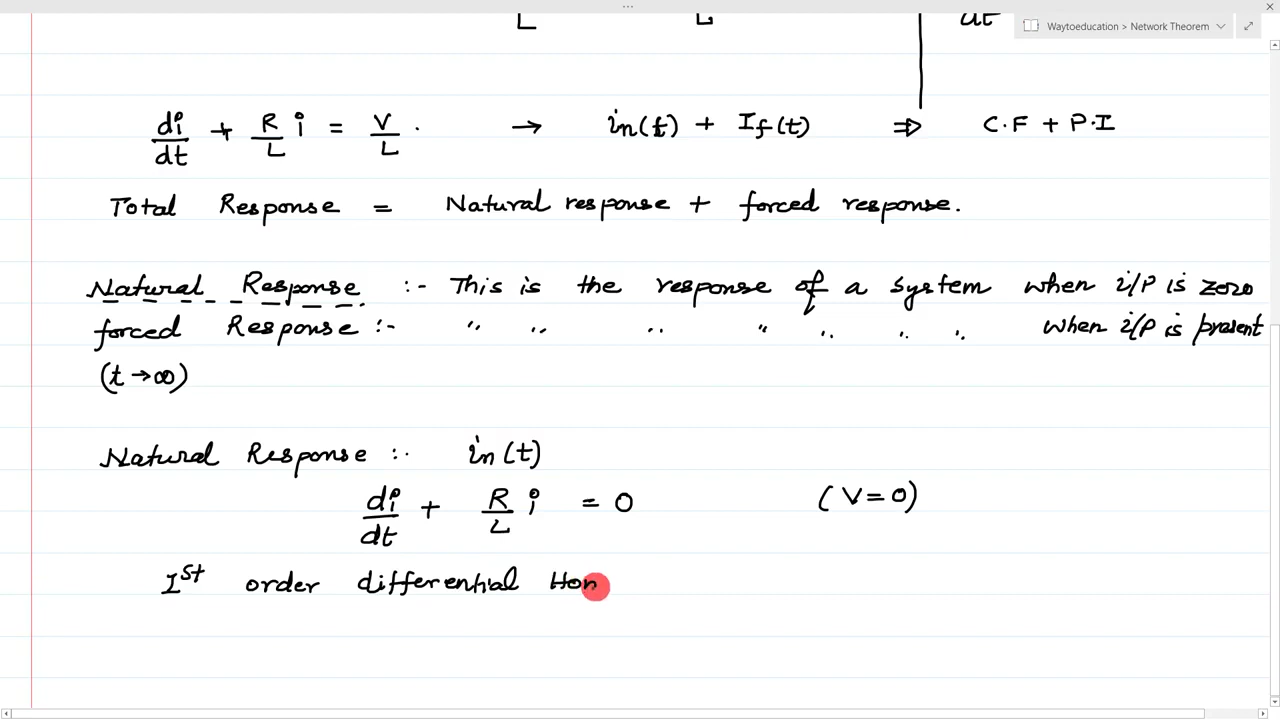 L L dt
Waytoeducation > Network Theorem
di/dt + R/L i = V/L . → in(t) + If(t) ⇒ C.F + P.I
Total Response = Natural response + forced response.
Natural Response :- This is the response of a system when i/P is zero
forced Response :- " " " " " " " when i/P is present
(t→∞)
Natural Response :. in(t)
di/dt + R/L i = 0 (V=0)
Ist order differential Hom